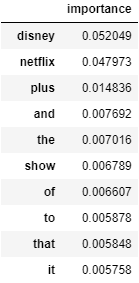 importance
disney 0.052049
netflix 0.047973
plus 0.014836
and 0.007692
the 0.007016
show 0.006789
of 0.006607
to 0.005878
that 0.005848
it 0.005758